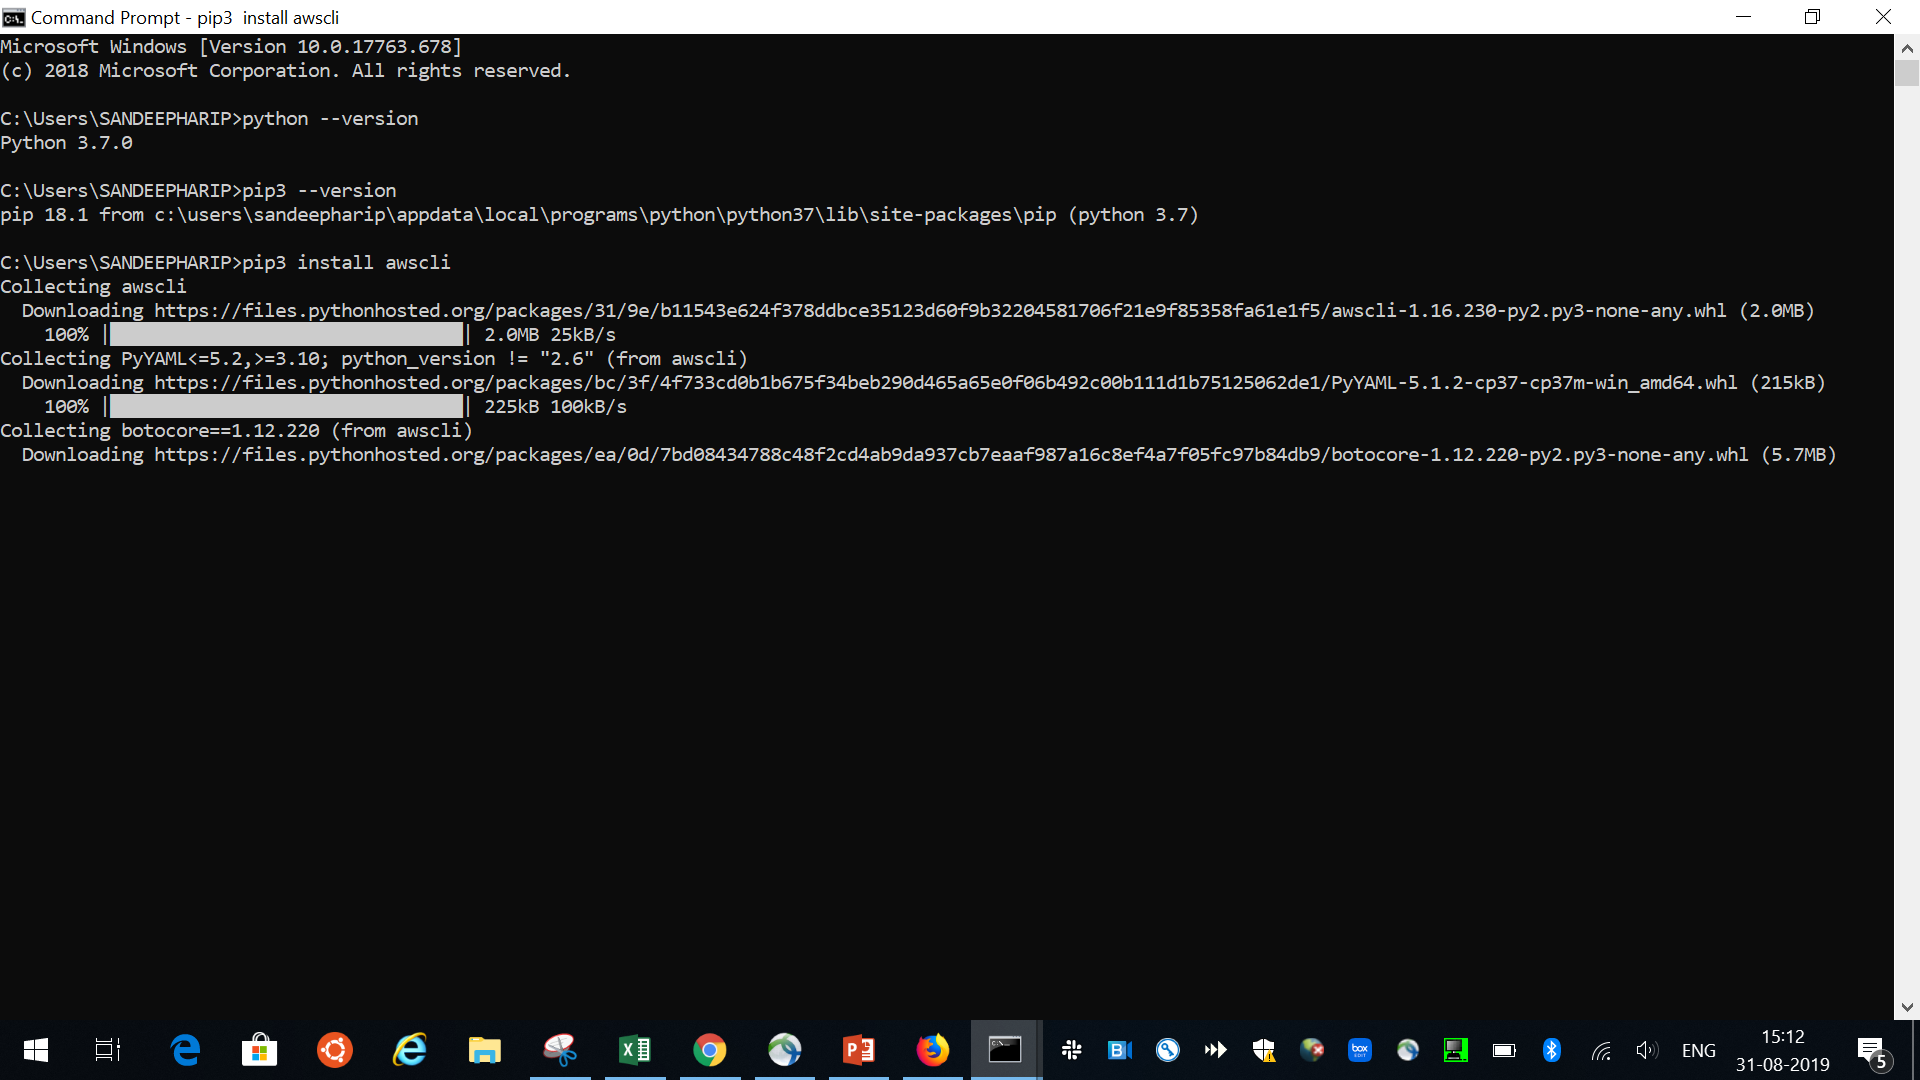 Command Prompt - pip3  install awscli
Microsoft Windows [Version 10.0.17763.678]
(c) 2018 Microsoft Corporation. All rights reserved.
C:\Users\SANDEEPHARIP>python --version
Python 3.7.0
C:\Users\SANDEEPHARIP>pip3 --version
pip 18.1 from c:\users\sandeepharip\appdata\local\programs\python\python37\lib\site-packages\pip (python 3.7)
C:\Users\SANDEEPHARIP>pip3 install awscli
Collecting awscli
  Downloading https://files.pythonhosted.org/packages/31/9e/b11543e624f378ddbce35123d60f9b32204581706f21e9f85358fa61e1f5/awscli-1.16.230-py2.py3-none-any.whl (2.0MB)
    100% |████████████████████████████████| 2.0MB 25kB/s
Collecting PyYAML<=5.2,>=3.10; python_version != "2.6" (from awscli)
  Downloading https://files.pythonhosted.org/packages/bc/3f/4f733cd0b1b675f34beb290d465a65e0f06b492c00b111d1b75125062de1/PyYAML-5.1.2-cp37-cp37m-win_amd64.whl (215kB)
    100% |████████████████████████████████| 225kB 100kB/s
Collecting botocore==1.12.220 (from awscli)
  Downloading https://files.pythonhosted.org/packages/ea/0d/7bd08434788c48f2cd4ab9da937cb7eaaf987a16c8ef4a7f05fc97b84db9/botocore-1.12.220-py2.py3-none-any.whl (5.7MB)
box
ENG
15:12
31-08-2019
5